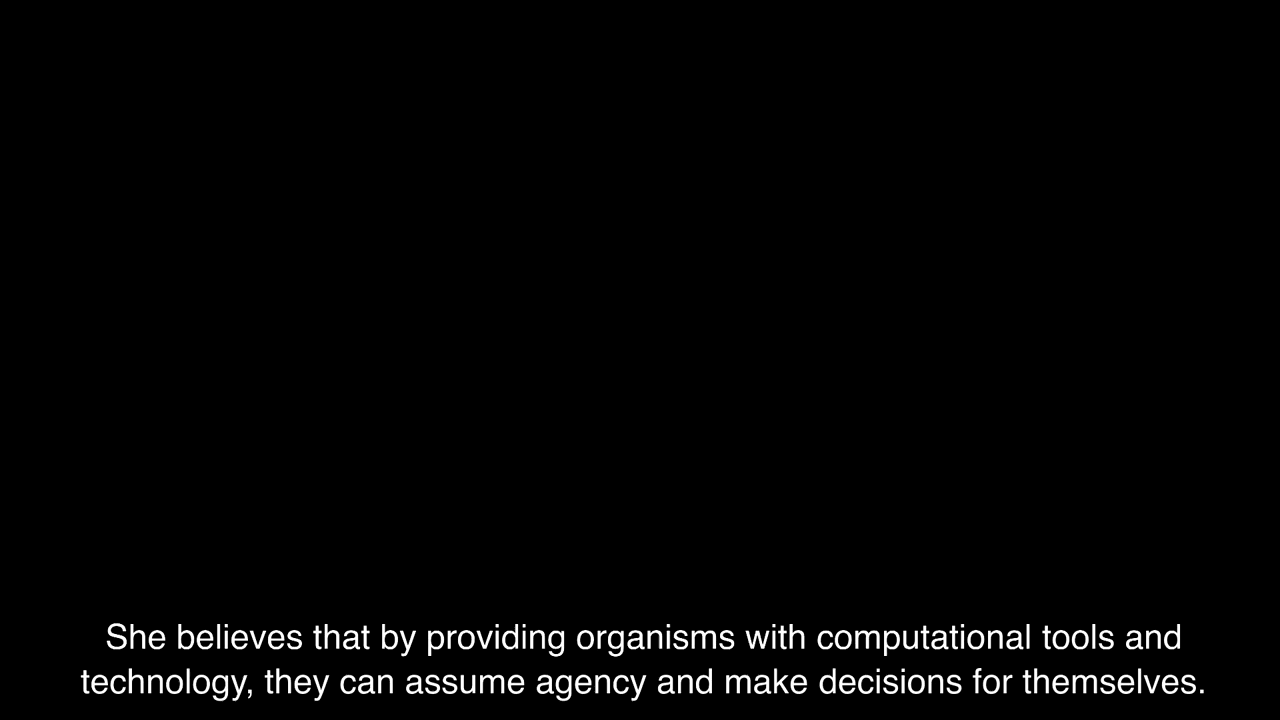 She believes that by providing organisms with computational tools and
technology, they can assume agency and make decisions for themselves.